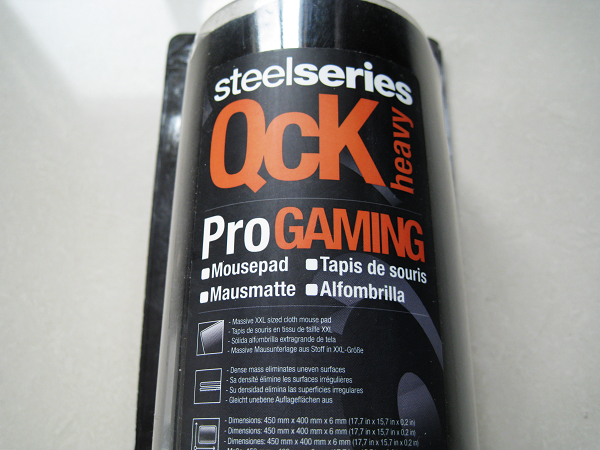 steelseries
QcK heavy
Pro GAMING
Mousepad Tapis de souris
Mausmatte Alfombrilla
- Massive XXL sized cloth mouse pad
- Tapis de souris en tissu de taille XXL
- Sólida alfombrilla extragrande de tela
- Massive Mausunterlage aus Stoff in XXL-Größe
- Dense mass eliminates uneven surfaces
- Sa densité élimine les surfaces irrégulières
- Su densidad elimina las superficies irregulares
- Gleicht unebene Auflageflächen aus
- Dimensions: 450 mm x 400 mm x 6 mm (17,7 in x 15,7 in x 0,2 in)
- Dimensions: 450 mm x 400 mm x 6 mm (17,7 in x 15,7 in x 0,2 in)
- Dimensiones: 450 mm x 400 mm x 6 mm (17,7 in x 15,7 in x 0,2 in)